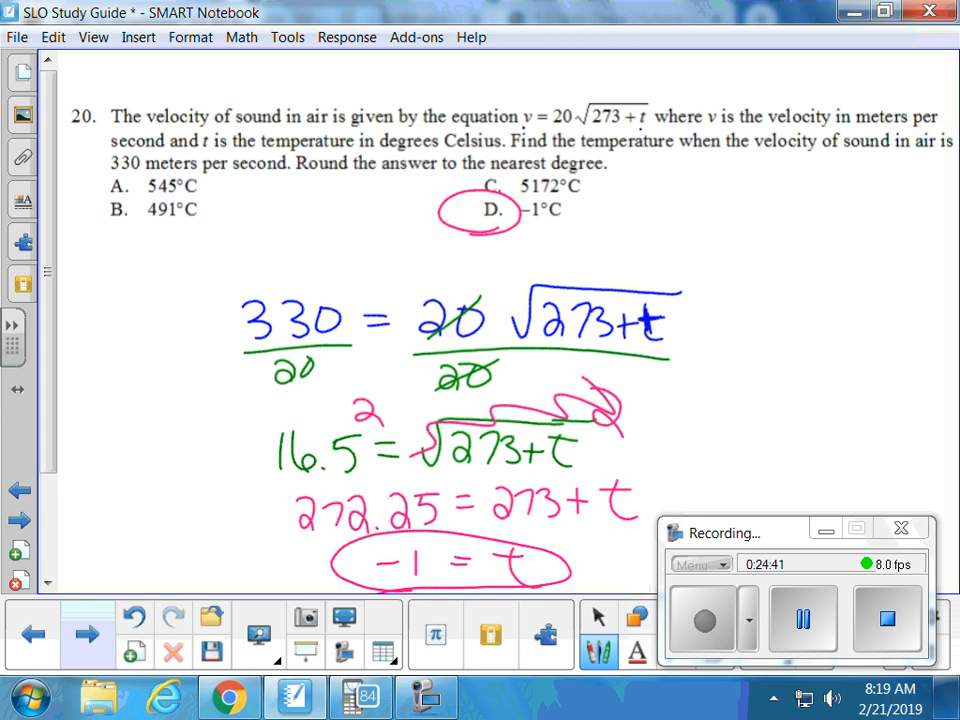 SLO Study Guide * - SMART Notebook
File Edit View Insert Format Math Tools Response Add-ons Help
20. The velocity of sound in air is given by the equation v = 20√273 + t where v is the velocity in meters per
second and t is the temperature in degrees Celsius. Find the temperature when the velocity of sound in air is
330 meters per second. Round the answer to the nearest degree.
A. 545°C C. 5172°C
B. 491°C D. –1°C
330 = 20 √273+t
20 20
2 2
16.5 = √273+t
272.25 = 273 + t
-1 = t
Recording...
Menu 0:24:41 8.0 fps
π
A
84
8:19 AM
2/21/2019